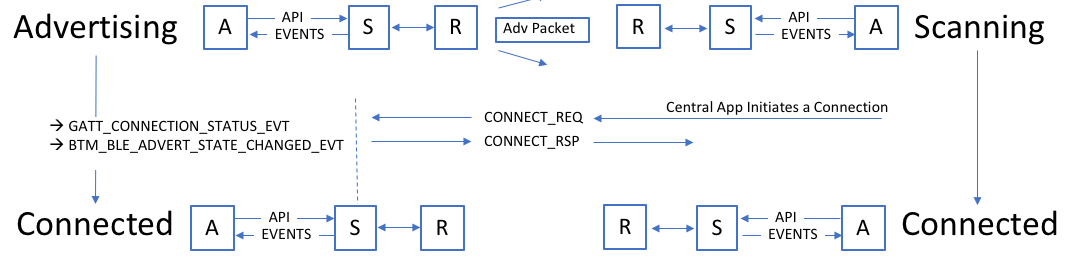 Advertising
A
API
EVENTS
S
R
Adv Packet
R
S
API
EVENTS
A
Scanning
→ GATT_CONNECTION_STATUS_EVT
→ BTM_BLE_ADVERT_STATE_CHANGED_EVT
CONNECT_REQ
Central App Initiates a Connection
CONNECT_RSP
Connected
A
API
EVENTS
S
R
R
S
API
EVENTS
A
Connected